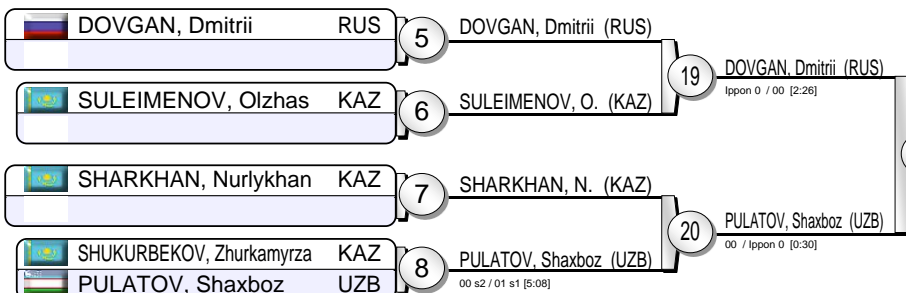 DOVGAN, Dmitrii RUS
5
DOVGAN, Dmitrii (RUS)
19
DOVGAN, Dmitrii (RUS)
Ippon 0 / 00 [2:26]
SULEIMENOV, Olzhas KAZ
6
SULEIMENOV, O. (KAZ)
SHARKHAN, Nurlykhan KAZ
7
SHARKHAN, N. (KAZ)
20
PULATOV, Shaxboz (UZB)
00 / Ippon 0 [0:30]
SHUKURBEKOV, Zhurkamyrza KAZ
8
PULATOV, Shaxboz (UZB)
00 s2 / 01 s1 [5:08]
PULATOV, Shaxboz UZB